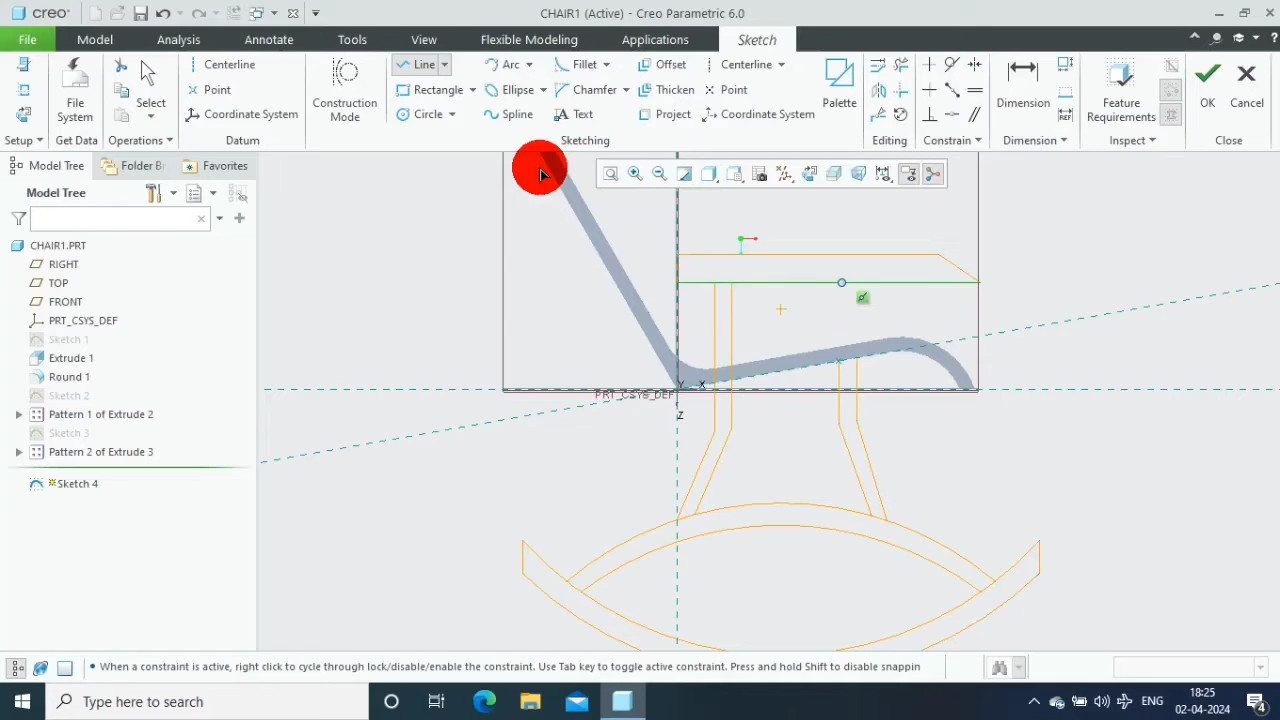 creo° CHAIR1 (Active) - Creo Parametric 6.0
File Model Analysis Annotate Tools View Flexible Modeling Applications Sketch
Centerline Line Arc Fillet Offset Centerline
Point Rectangle Ellipse Chamfer Thicken Point
Coordinate System Circle Spline Text Project Coordinate System
File System Select Construction Mode Palette Dimension Feature Requirements OK Cancel
Setup Get Data Operations Datum Sketching Editing Constrain Dimension Inspect Close
Model Tree Folder Br Favorites
Model Tree
CHAIR1.PRT
RIGHT
TOP
FRONT
PRT_CSYS_DEF
Sketch 1
Extrude 1
Round 1
Sketch 2
Pattern 1 of Extrude 2
Sketch 3
Pattern 2 of Extrude 3
Sketch 4
Y X
PRT_CSYS_DEF
Z
• When a constraint is active, right click to cycle through lock/disable/enable the constraint. Use Tab key to toggle active constraint. Press and hold Shift to disable snappin
Type here to search
ENG
18:25
02-04-2024
4